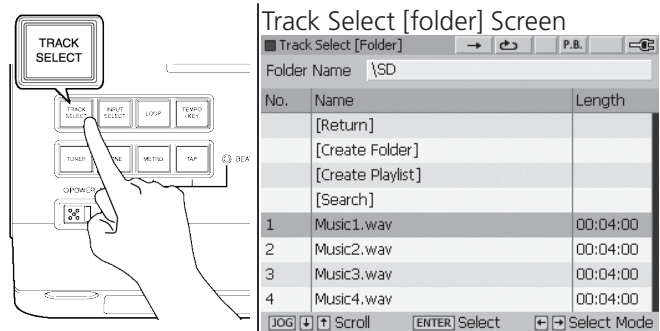 TRACK
SELECT
TRACK
SELECT
INPUT
SELECT
LOOP
TEMPO
·KEY
TUNER
METRO
TAP
BEA
POWER
Track Select [folder] Screen
Track Select [Folder] → P.B.
Folder Name \SD
No. Name Length
[Return]
[Create Folder]
[Create Playlist]
[Search]
1 Music1.wav 00:04:00
2 Music2.wav 00:04:00
3 Music3.wav 00:04:00
4 Music4.wav 00:04:00
JOG ↓ ↑ Scroll ENTER Select ← → Select Mode